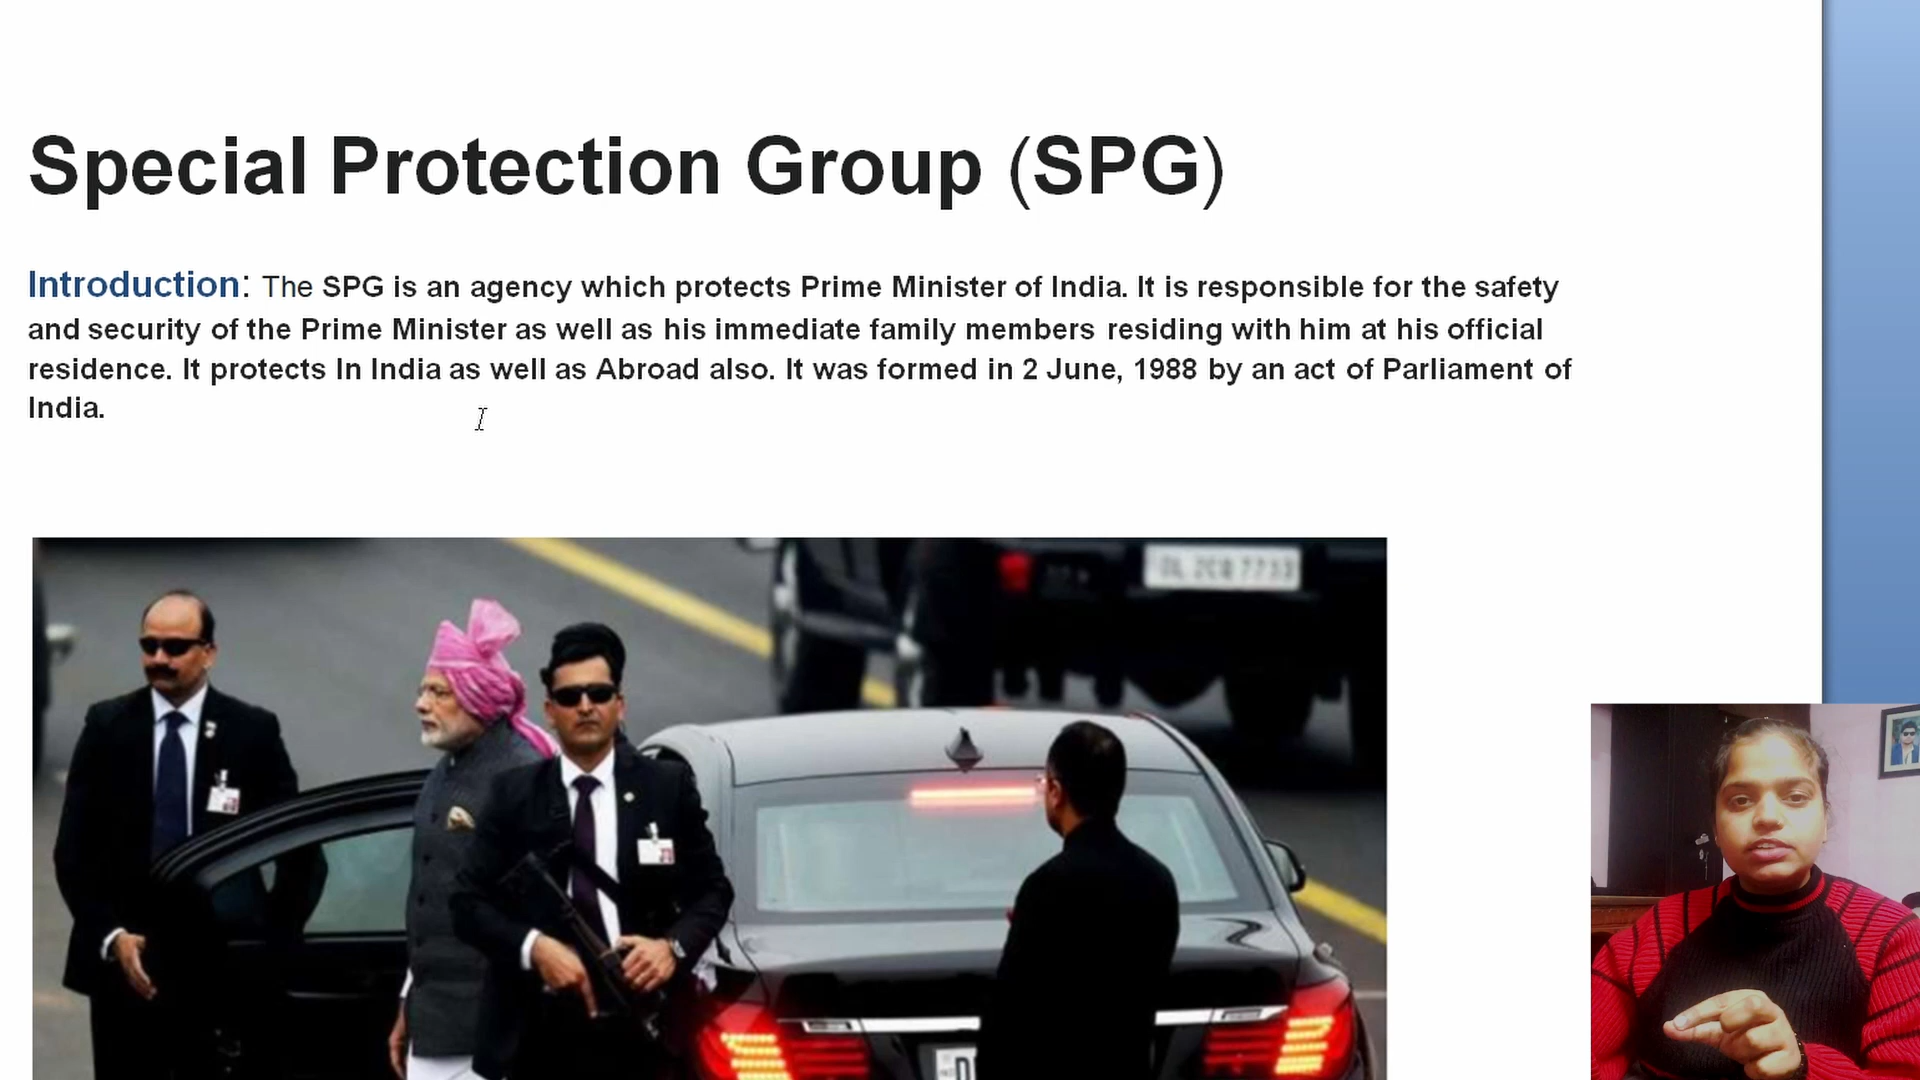 Special Protection Group (SPG)
Introduction: The SPG is an agency which protects Prime Minister of India. It is responsible for the safety
and security of the Prime Minister as well as his immediate family members residing with him at his official
residence. It protects In India as well as Abroad also. It was formed in 2 June, 1988 by an act of Parliament of
India.